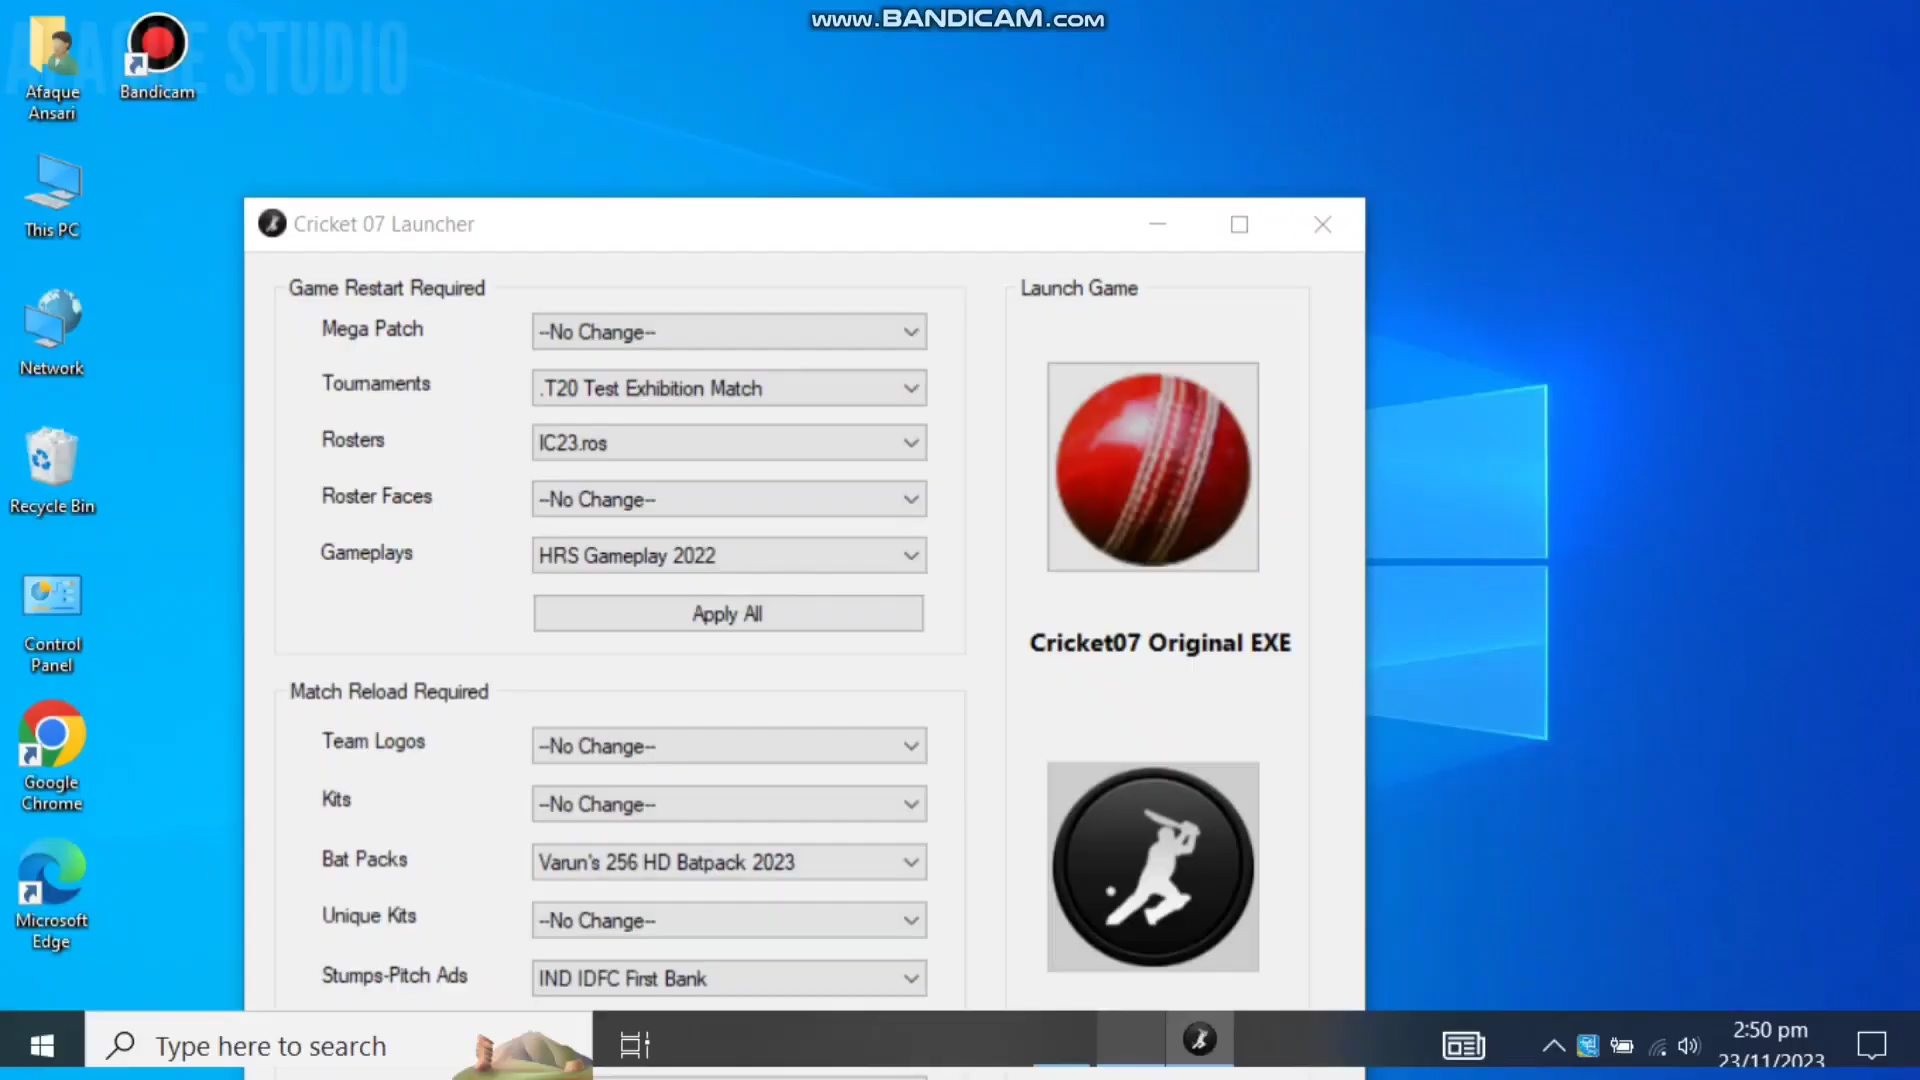 www.BANDICAM.com
AFAQUE STUDIO
Afaque
Ansari
Bandicam
This PC
Network
Recycle Bin
Control
Panel
Google
Chrome
Microsoft
Edge
Cricket 07 Launcher
Game Restart Required
Mega Patch
--No Change--
Tournaments
.T20 Test Exhibition Match
Rosters
IC23.ros
Roster Faces
--No Change--
Gameplays
HRS Gameplay 2022
Apply All
Match Reload Required
Team Logos
--No Change--
Kits
--No Change--
Bat Packs
Varun's 256 HD Batpack 2023
Unique Kits
--No Change--
Stumps-Pitch Ads
IND IDFC First Bank
Launch Game
Cricket07 Original EXE
Type here to search
2:50 pm
23/11/2023